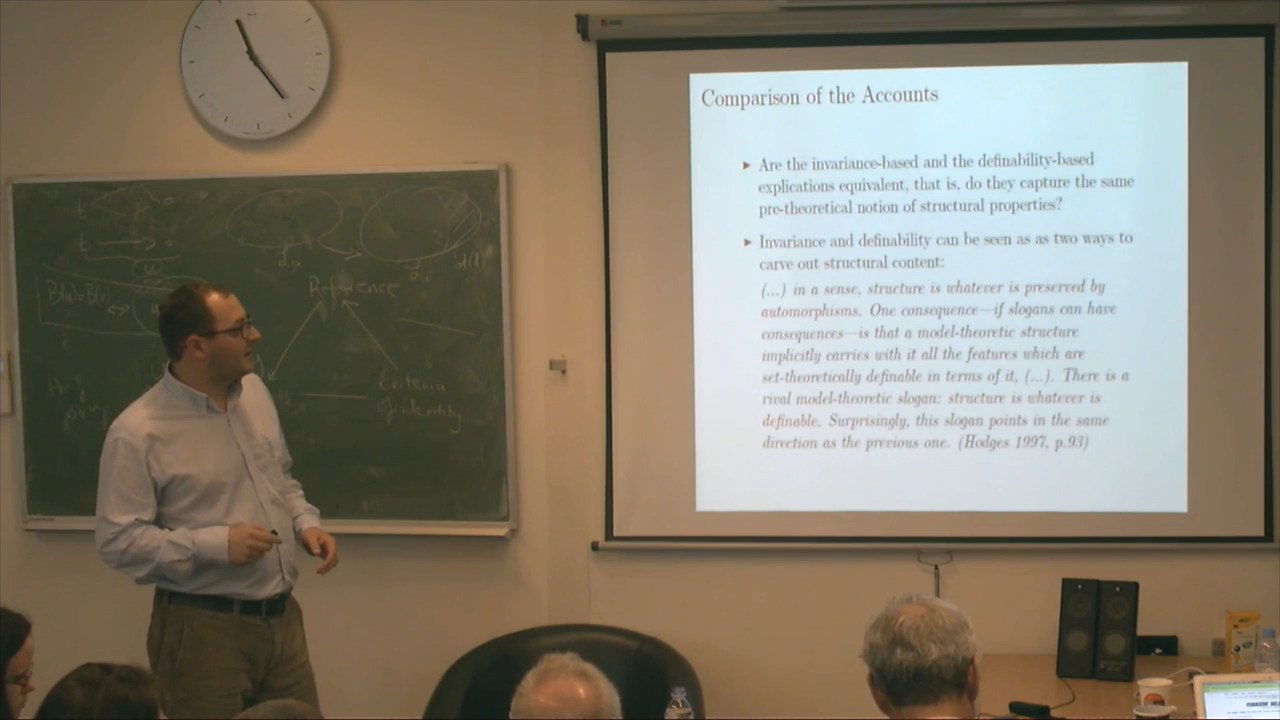 Comparison of the Accounts
Are the invariance-based and the definability-based
explications equivalent, that is, do they capture the same
pre-theoretical notion of structural properties?
Invariance and definability can be seen as as two ways to
carve out structural content:
(...) in a sense, structure is whatever is preserved by
automorphisms. One consequence—if slogans can have
consequences—is that a model-theoretic structure
implicitly carries with it all the features which are
set-theoretically definable in terms of it, (...). There is a
rival model-theoretic slogan: structure is whatever is
definable. Surprisingly, this slogan points in the same
direction as the previous one. (Hodges 1997, p.93)
Reference
Criteria
of identity